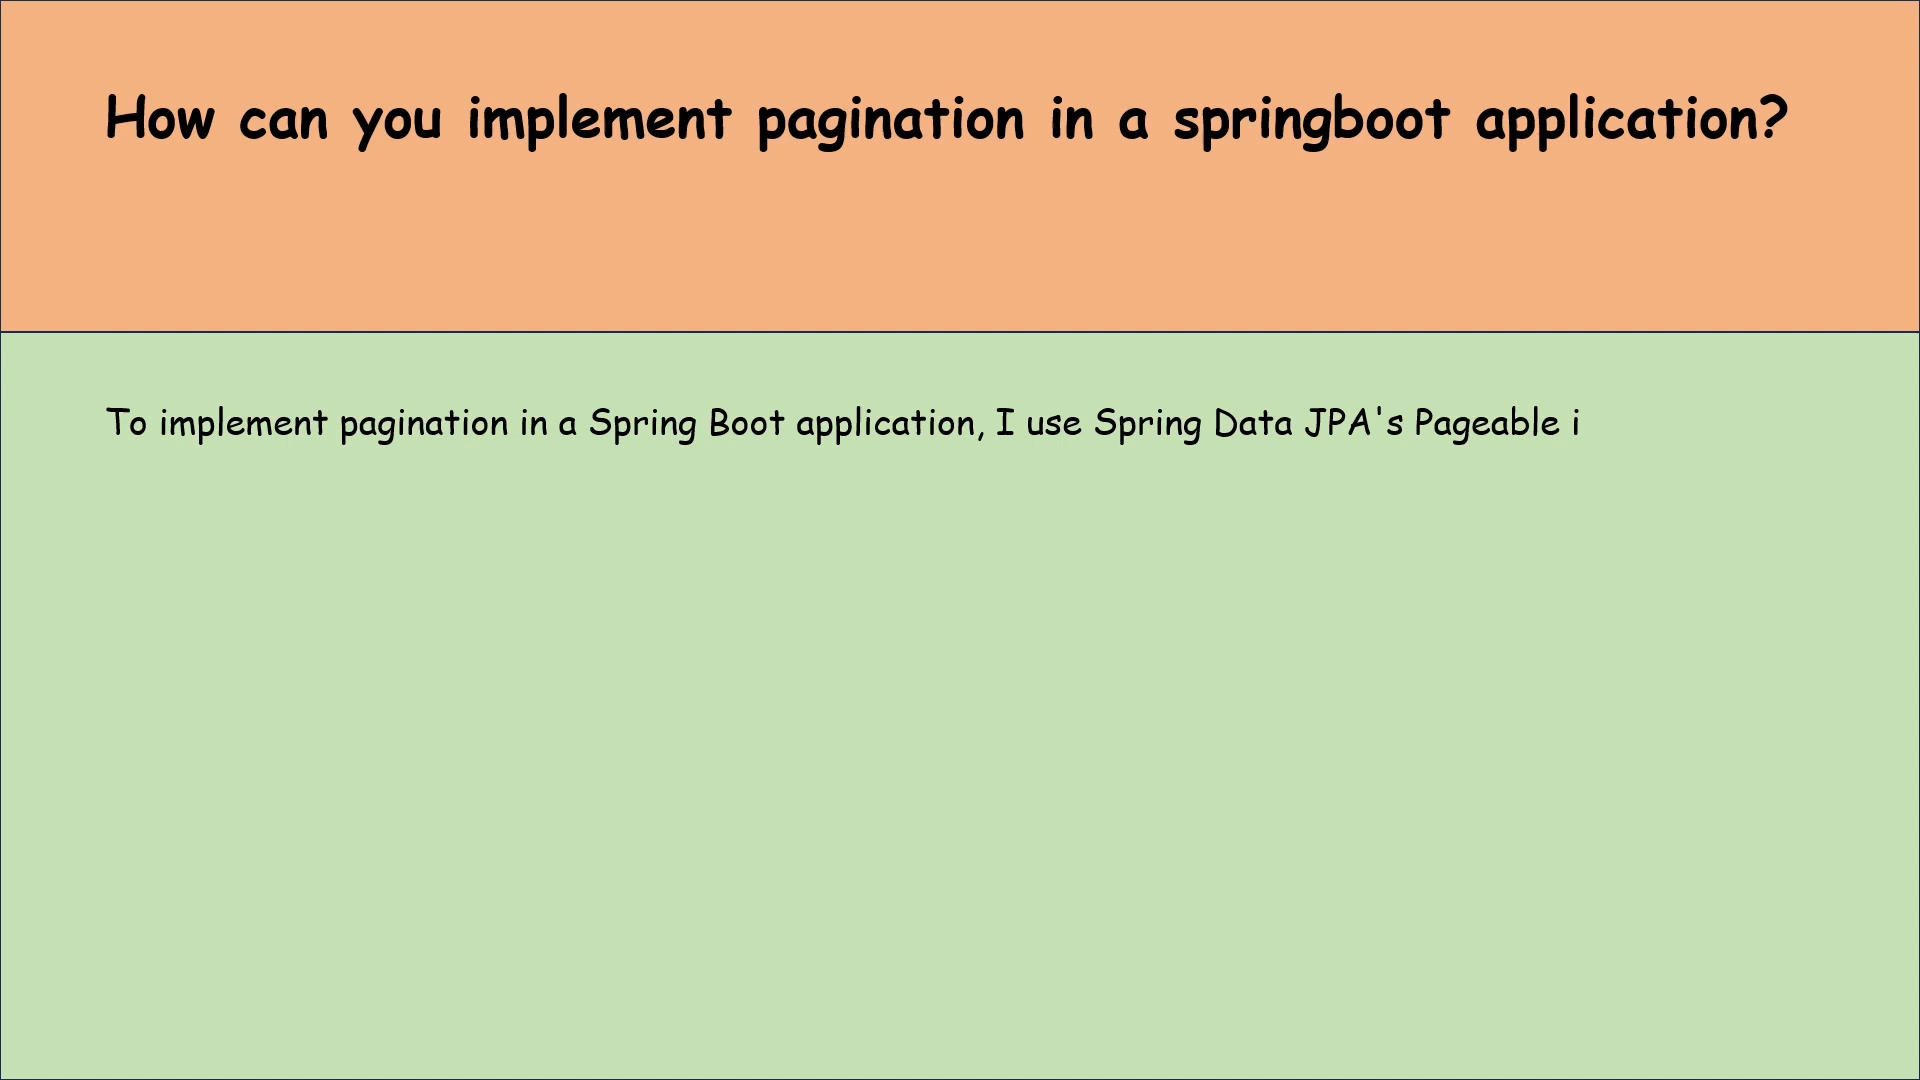 How can you implement pagination in a springboot application?
To implement pagination in a Spring Boot application, I use Spring Data JPA's Pageable i